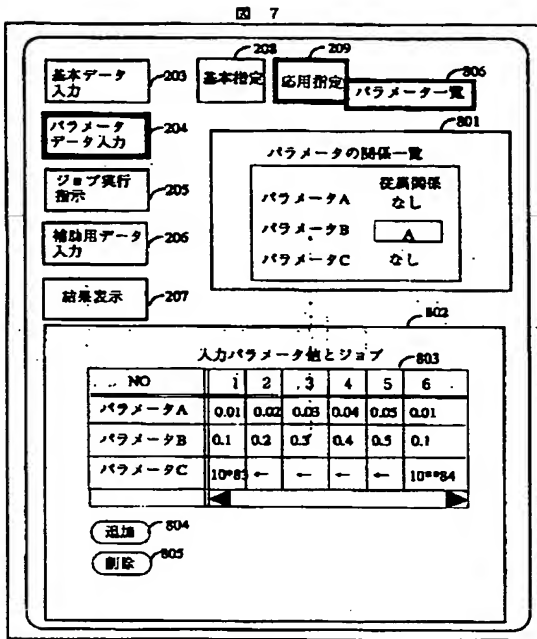 図 7
208
209
基本データ
入力
203
基本指定
応用指定
806
パラメータ一覧
801
パラメータ
データ入力
204
パラメータの関係一覧
従属関係
パラメータA なし
パラメータB A
パラメータC なし
ジョブ実行
指示
205
補助用データ
入力
206
結果表示
207
802
入力パラメータ値とジョブ
803
NO 1 2 3 4 5 6
パラメータA 0.01 0.02 0.03 0.04 0.05 0.01
パラメータB 0.1 0.2 0.3 0.4 0.5 0.1
パラメータC 10*83 ← ← ← ← 10**84
追加
804
削除
805